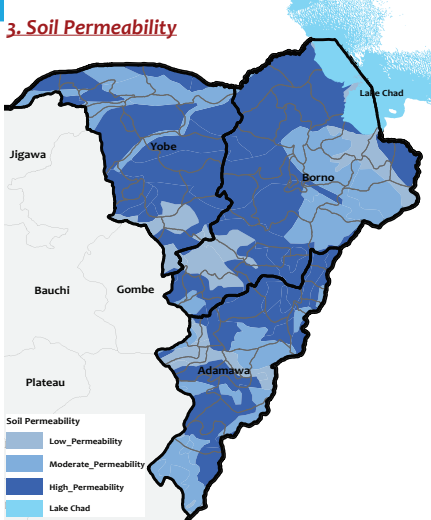 3. Soil Permeability
Lake Chad
Jigawa
Yobe
Borno
Bauchi
Gombe
Plateau
Adamawa
Soil Permeability
Low_Permeability
Moderate_Permeability
High_Permeability
Lake Chad